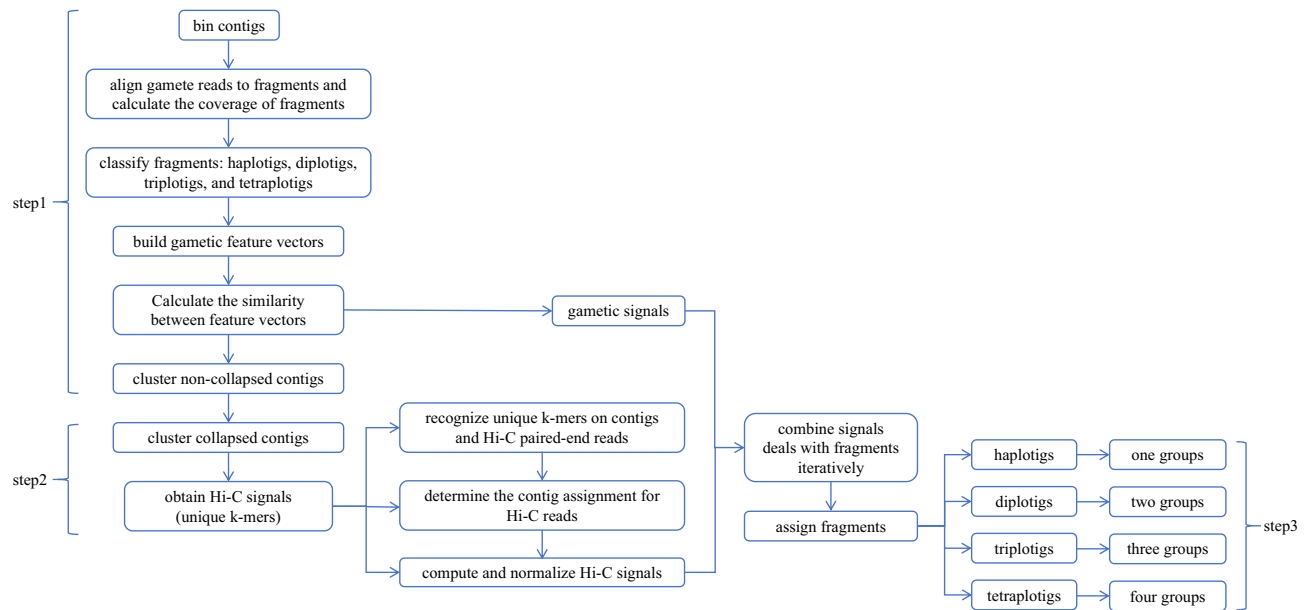 bin contigs
align gamete reads to fragments and
calculate the coverage of fragments
classify fragments: haplotigs, diplotigs,
triplotigs, and tetraplotigs
step1
build gametic feature vectors
Calculate the similarity
between feature vectors
gametic signals
cluster non-collapsed contigs
cluster collapsed contigs
step2
obtain Hi-C signals
(unique k-mers)
recognize unique k-mers on contigs
and Hi-C paired-end reads
determine the contig assignment for
Hi-C reads
compute and normalize Hi-C signals
combine signals
deals with fragments
iteratively
assign fragments
haplotigs
one groups
diplotigs
two groups
triplotigs
three groups
tetraplotigs
four groups
step3